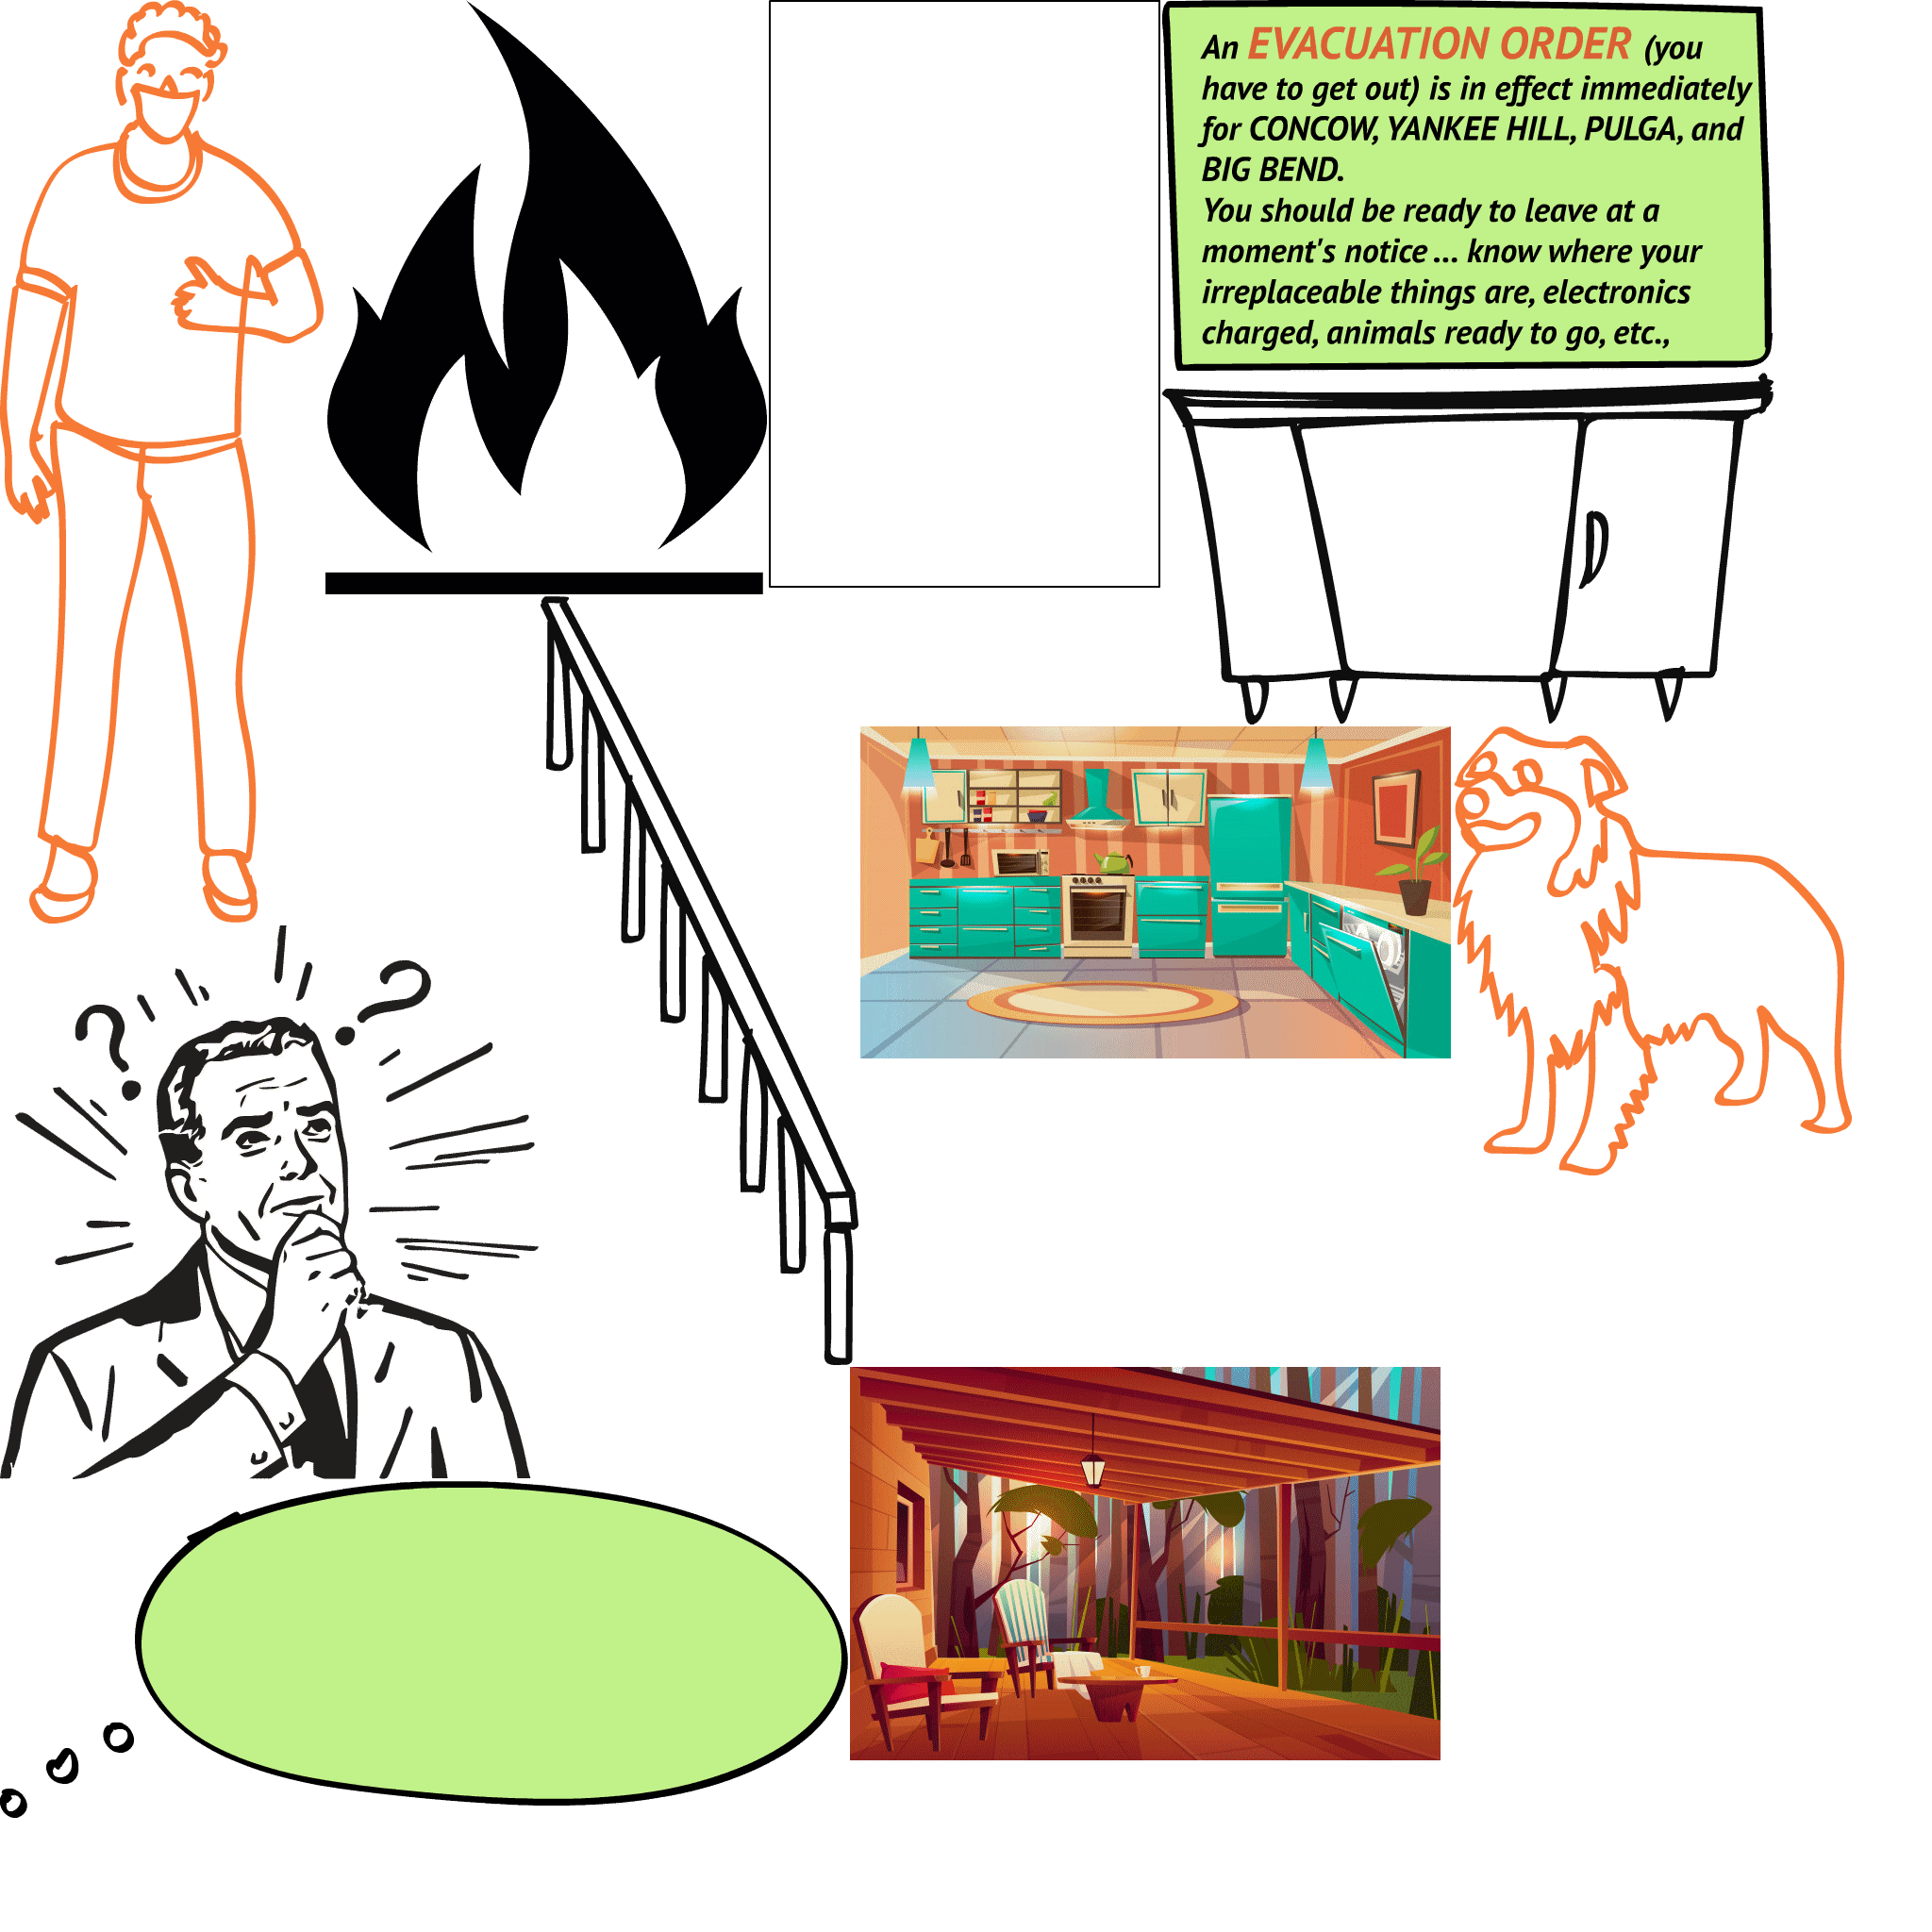 An EVACUATION ORDER (you
have to get out) is in effect immediately
for CONCOW, YANKEE HILL, PULGA, and
BIG BEND.
You should be ready to leave at a
moment's notice ... know where your
irreplaceable things are, electronics
charged, animals ready to go, etc.,
? ?